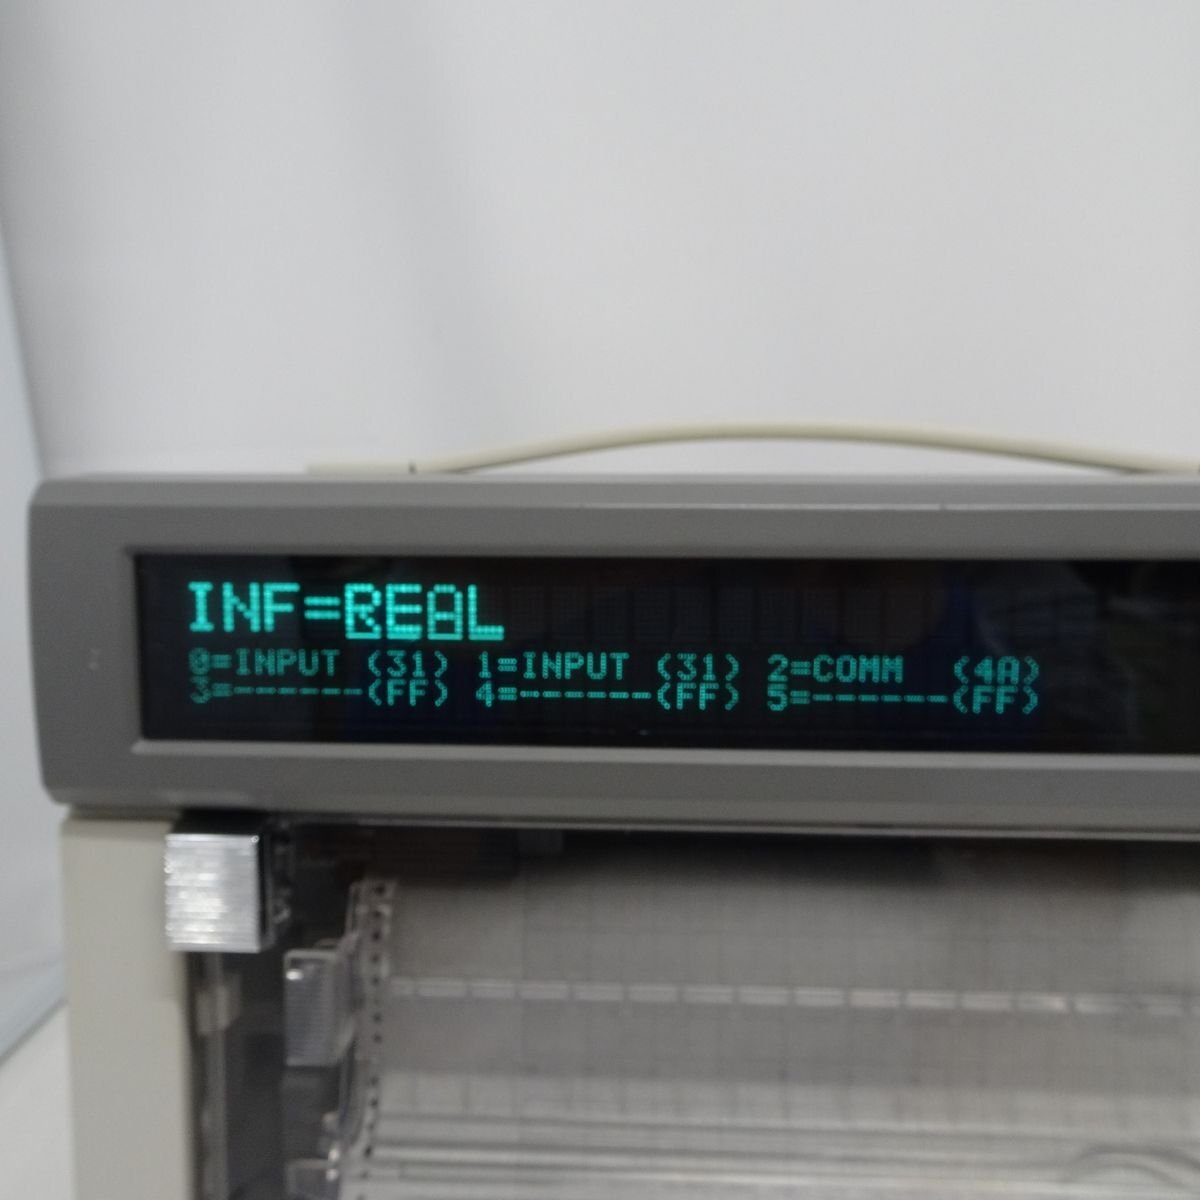 INF=REAL
0=INPUT (31) 1=INPUT (31) 2=COMM (4A)
3=------(FF) 4=------(FF) 5=------(FF)